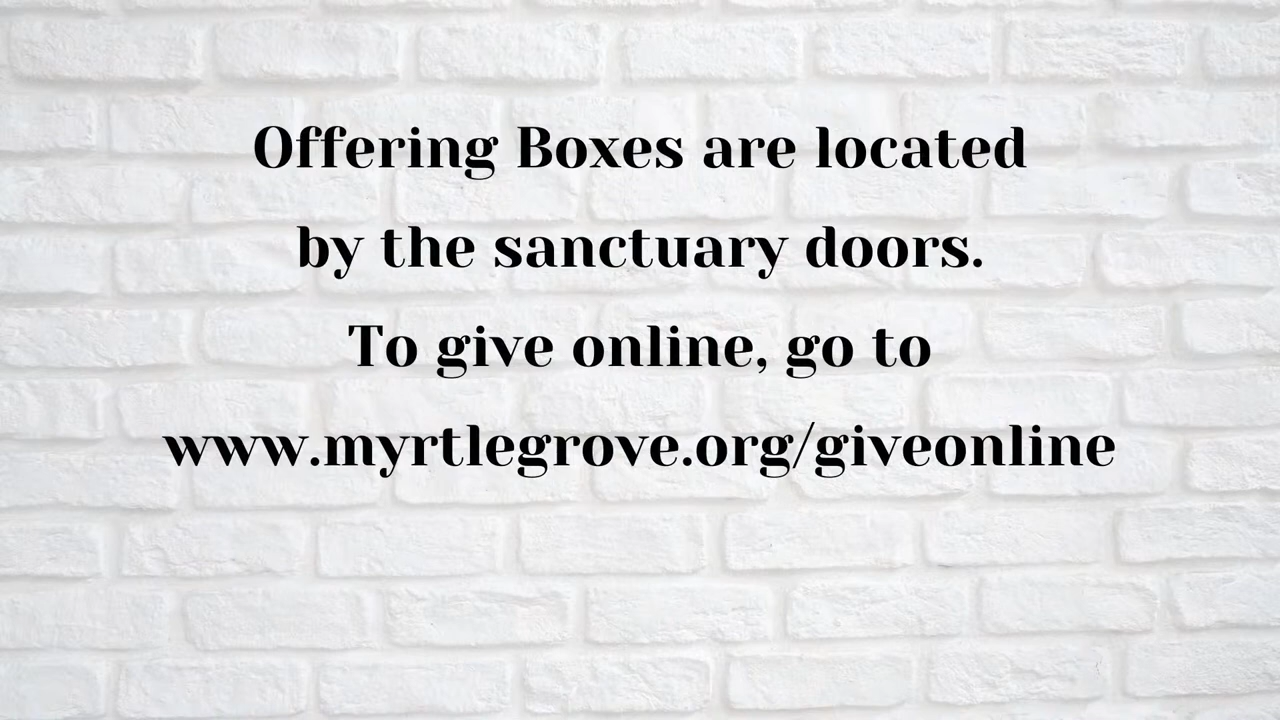 Offering Boxes are located
by the sanctuary doors.
To give online, go to
www.myrtlegrove.org/giveonline